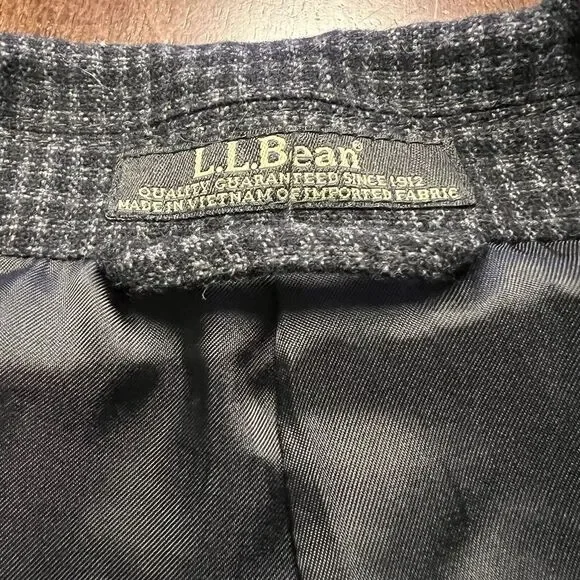 L.L.Bean®
QUALITY GUARANTEED SINCE 1912
MADE IN VIETNAM OF IMPORTED FABRIC